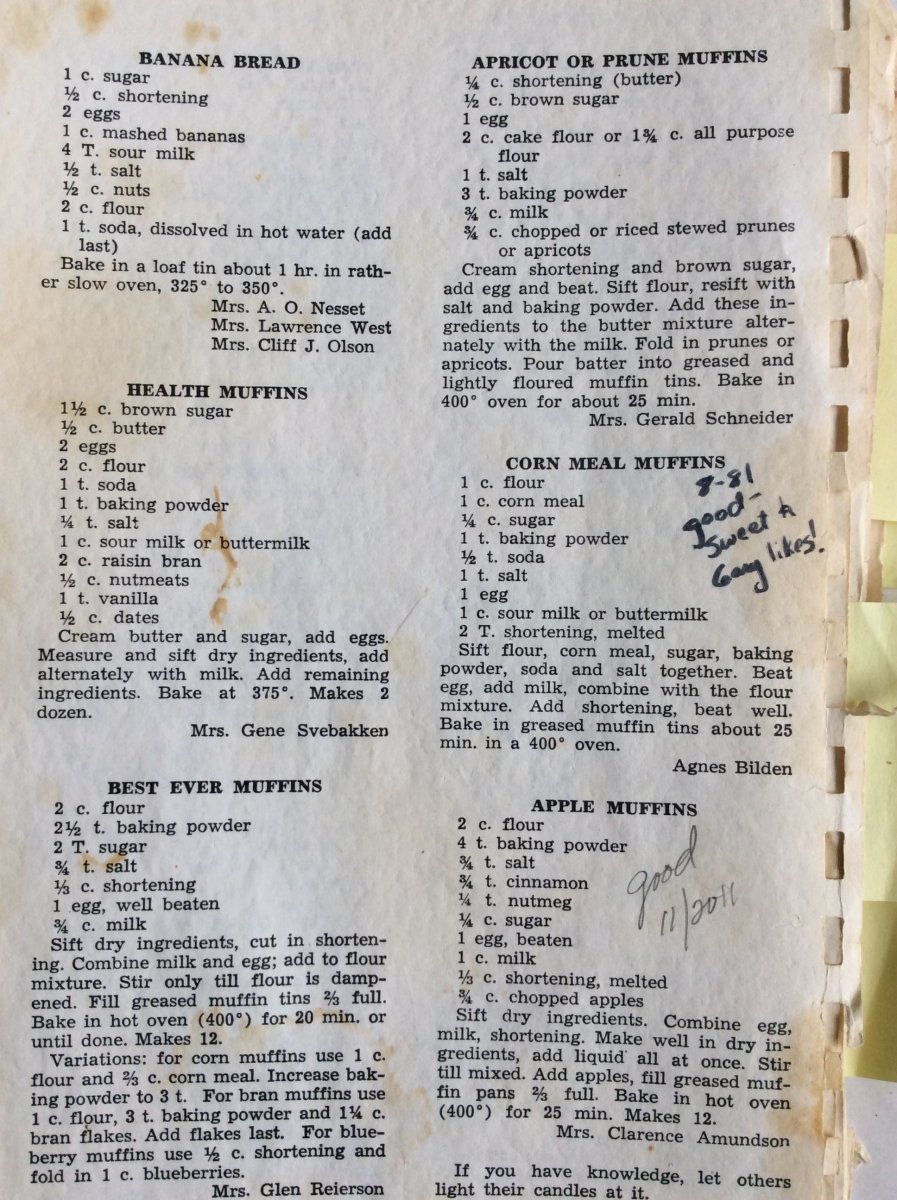 BANANA BREAD
1 c. sugar
½ c. shortening
2 eggs
1 c. mashed bananas
4 T. sour milk
½ t. salt
½ c. nuts
2 c. flour
1 t. soda, dissolved in hot water (add
last)
Bake in a loaf tin about 1 hr. in rath-
er slow oven, 325° to 350°.
Mrs. A. O. Nesset
Mrs. Lawrence West
Mrs. Cliff J. Olson
HEALTH MUFFINS
1½ c. brown sugar
½ c. butter
2 eggs
2 c. flour
1 t. soda
1 t. baking powder
¼ t. salt
1 c. sour milk or buttermilk
2 c. raisin bran
½ c. nutmeats
1 t. vanilla
½ c. dates
Cream butter and sugar, add eggs.
Measure and sift dry ingredients, add
alternately with milk. Add remaining
ingredients. Bake at 375°. Makes 2
dozen.
Mrs. Gene Svebakken
BEST EVER MUFFINS
2 c. flour
2½ t. baking powder
2 T. sugar
¾ t. salt
⅓ c. shortening
1 egg, well beaten
¾ c. milk
Sift dry ingredients, cut in shorten-
ing. Combine milk and egg; add to flour
mixture. Stir only till flour is damp-
ened. Fill greased muffin tins ⅔ full.
Bake in hot oven (400°) for 20 min. or
until done. Makes 12.
Variations: for corn muffins use 1 c.
flour and ⅔ c. corn meal. Increase bak-
ing powder to 3 t. For bran muffins use
1 c. flour, 3 t. baking powder and 1¼ c.
bran flakes. Add flakes last. For blue-
berry muffins use ½ c. shortening and
fold in 1 c. blueberries.
Mrs. Glen Reierson
APRICOT OR PRUNE MUFFINS
¼ c. shortening (butter)
½ c. brown sugar
1 egg
2 c. cake flour or 1¾ c. all purpose
flour
1 t. salt
3 t. baking powder
¾ c. milk
¾ c. chopped or riced stewed prunes
or apricots
Cream shortening and brown sugar,
add egg and beat. Sift flour, resift with
salt and baking powder. Add these in-
gredients to the butter mixture alter-
nately with the milk. Fold in prunes or
apricots. Pour batter into greased and
lightly floured muffin tins. Bake in
400° oven for about 25 min.
Mrs. Gerald Schneider
CORN MEAL MUFFINS
1 c. flour
1 c. corn meal
¼ c. sugar
1 t. baking powder
½ t. soda
1 t. salt
1 egg
1 c. sour milk or buttermilk
2 T. shortening, melted
8-81
good-
sweet &
Gary likes!
Sift flour, corn meal, sugar, baking
powder, soda and salt together. Beat
egg, add milk, combine with the flour
mixture. Add shortening, beat well.
Bake in greased muffin tins about 25
min. in a 400° oven.
Agnes Bilden
APPLE MUFFINS
2 c. flour
4 t. baking powder
¾ t. salt
¾ t. cinnamon
¼ t. nutmeg
¼ c. sugar
1 egg, beaten
1 c. milk
⅓ c. shortening, melted
¾ c. chopped apples
good
11/2011
Sift dry ingredients. Combine egg,
milk, shortening. Make well in dry in-
gredients, add liquid all at once. Stir
till mixed. Add apples, fill greased muf-
fin pans ⅔ full. Bake in hot oven
(400°) for 25 min. Makes 12.
Mrs. Clarence Amundson
If you have knowledge, let others
light their candles at it.